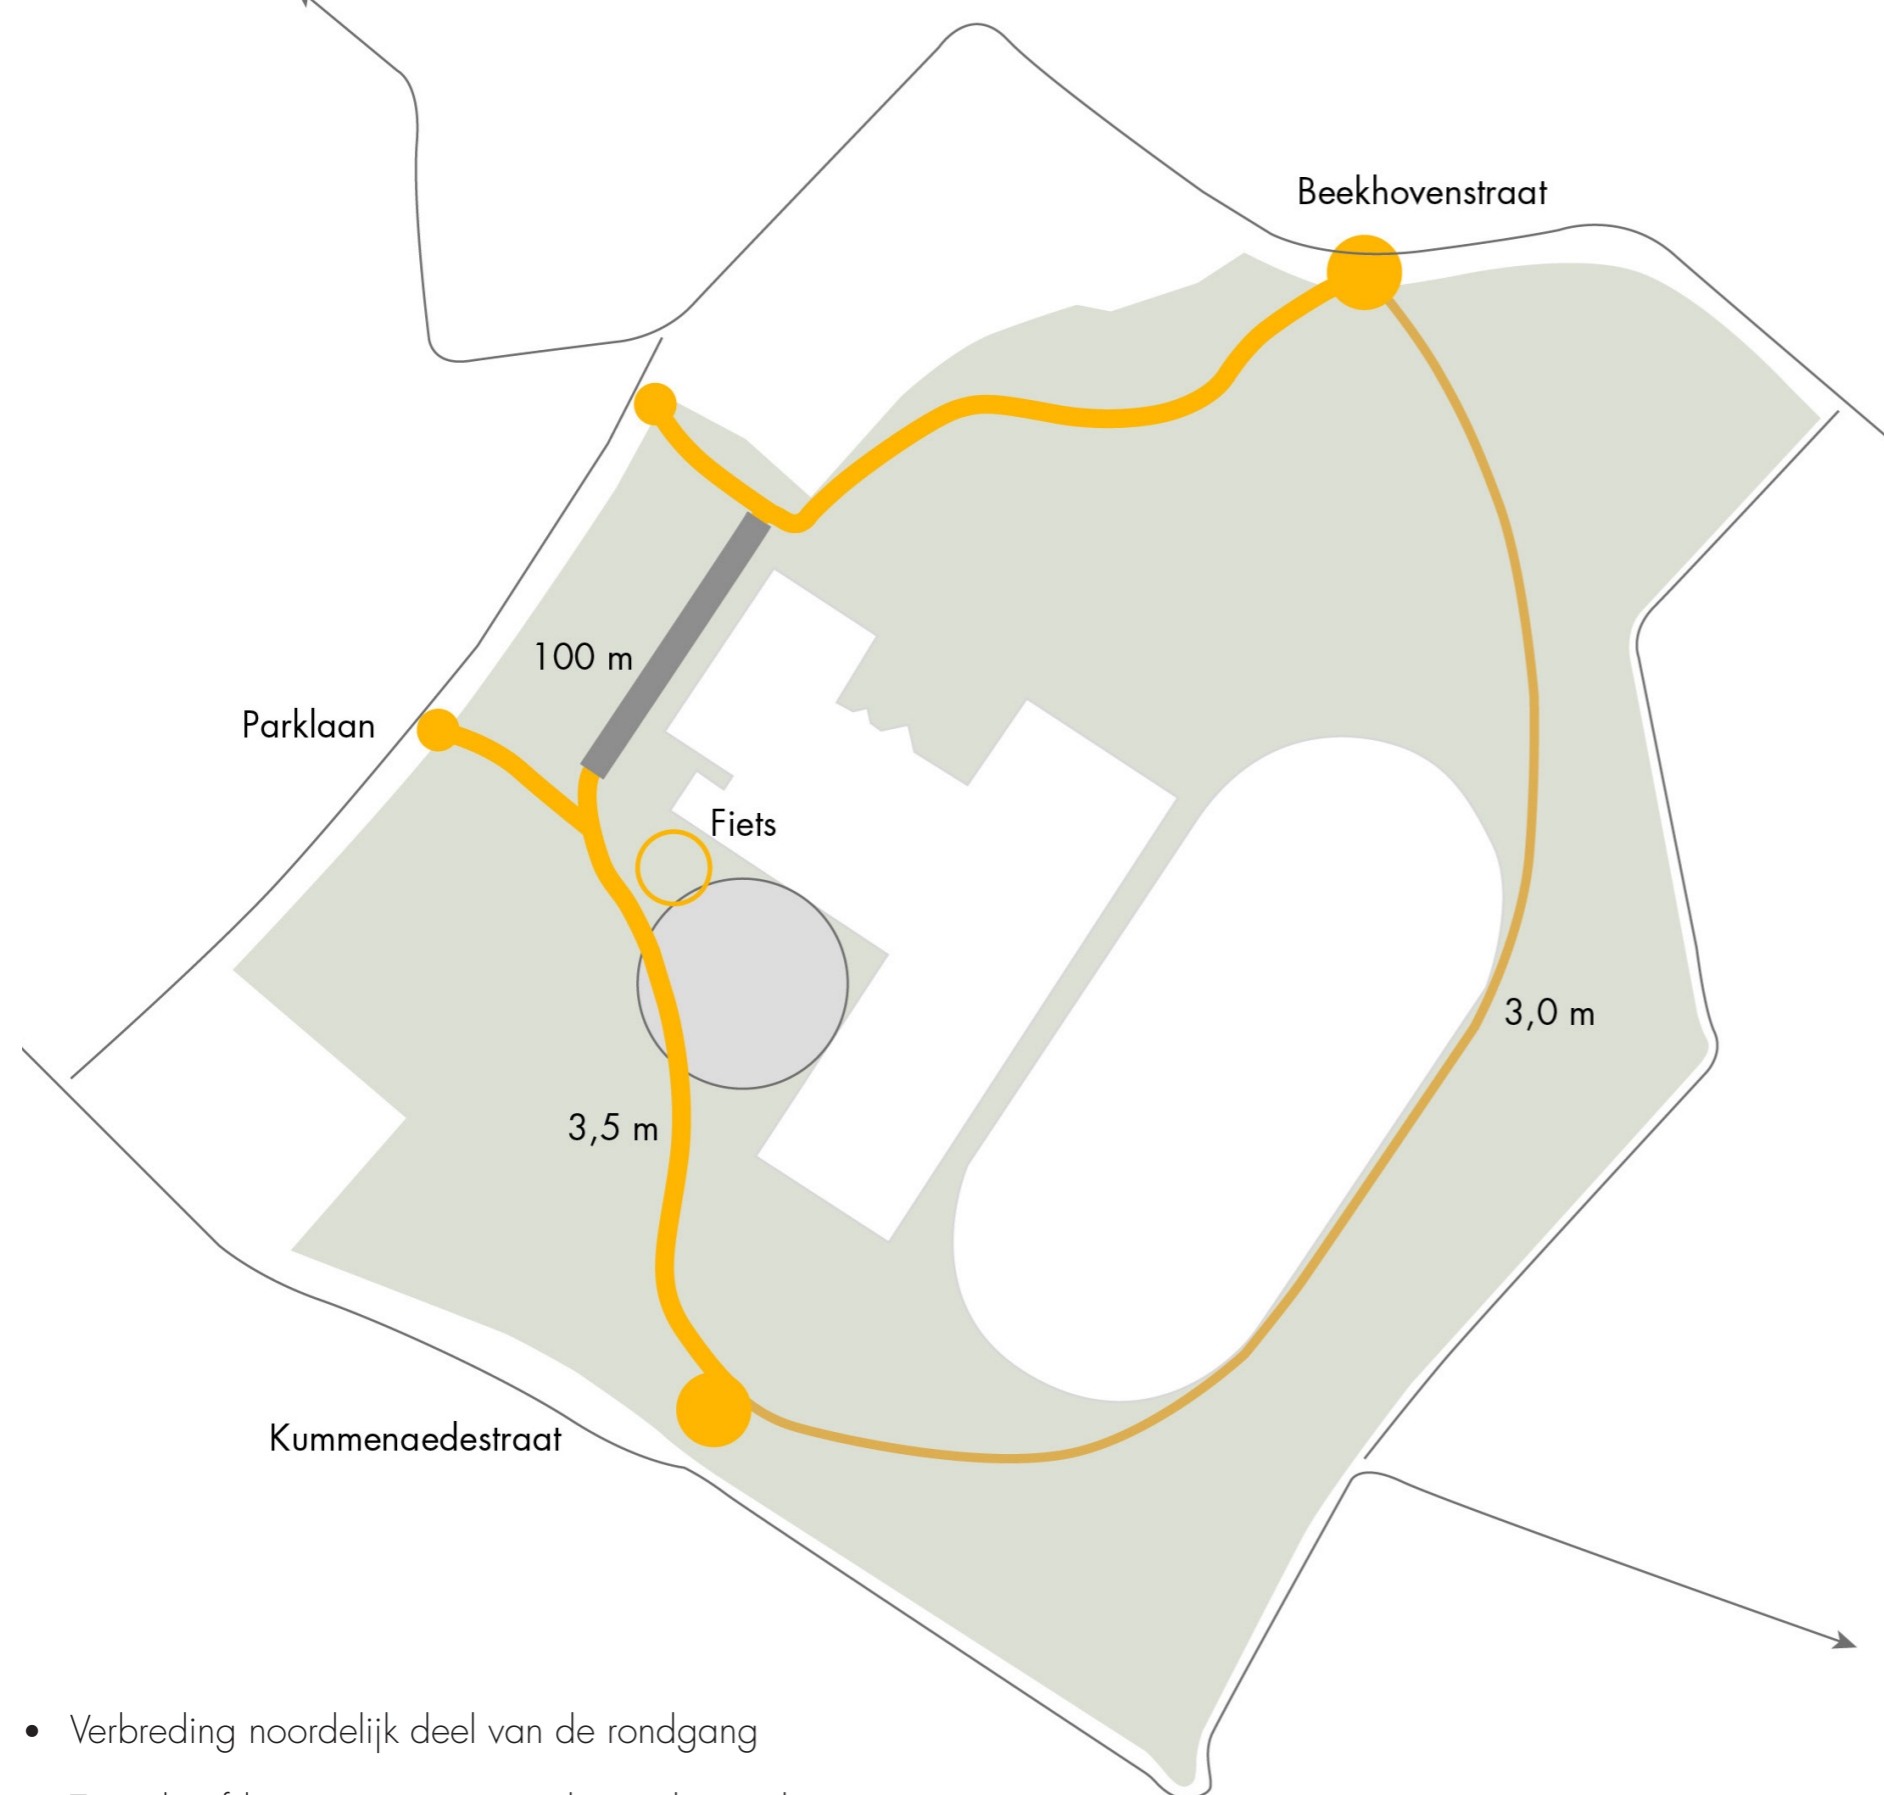 Beekhovenstraat
100 m
Parklaan
Fiets
3,0 m
3,5 m
Kummenaedestraat
• Verbreding noordelijk deel van de rondgang